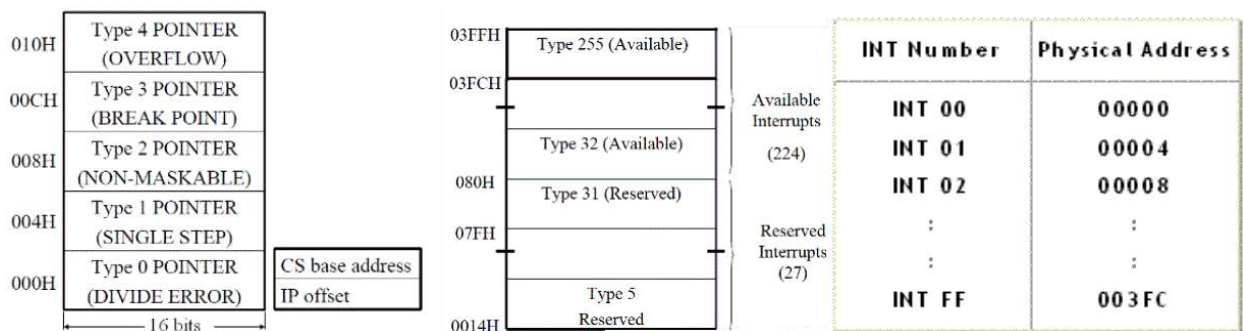 010H
Type 4 POINTER
(OVERFLOW)
00CH
Type 3 POINTER
(BREAK POINT)
008H
Type 2 POINTER
(NON-MASKABLE)
004H
Type 1 POINTER
(SINGLE STEP)
000H
Type 0 POINTER
(DIVIDE ERROR)
CS base address
IP offset
16 bits
03FFH
Type 255 (Available)
03FCH
Available
Interrupts
(224)
Type 32 (Available)
080H
Type 31 (Reserved)
07FH
Reserved
Interrupts
(27)
Type 5
Reserved
0014H
INT Number Physical Address
INT 00 00000
INT 01 00004
INT 02 00008
: :
: :
INT FF 003FC